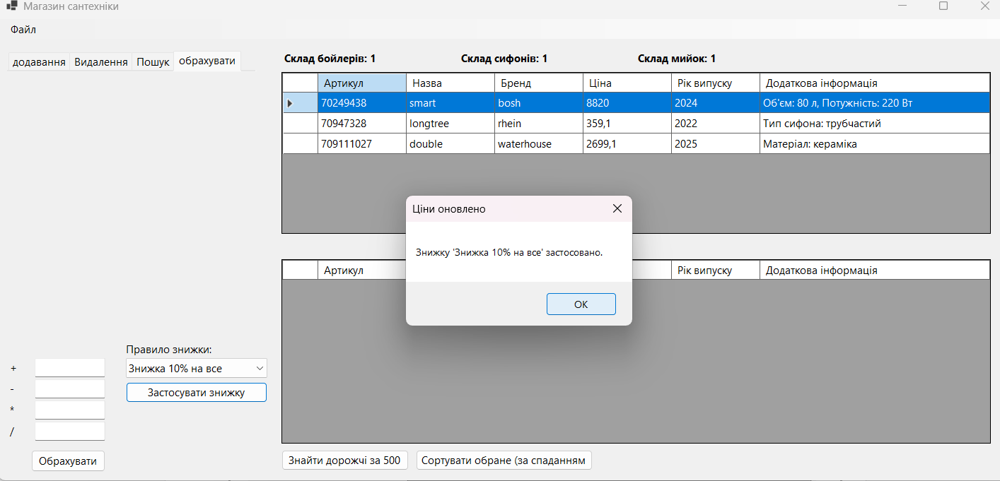 Магазин сантехніки
Файл
додавання Видалення Пошук обрахувати
Склад бойлерів: 1 Склад сифонів: 1 Склад мийок: 1
Артикул Назва Бренд Ціна Рік випуску Додаткова інформація
70249438 smart bosh 8820 2024 Об'єм: 80 л, Потужність: 220 Вт
70947328 longtree rhein 359,1 2022 Тип сифона: трубчастий
709111027 double waterhouse 2699,1 2025 Матеріал: кераміка
Ціни оновлено
Знижку 'Знижка 10% на все' застосовано.
OK
Артикул Рік випуску Додаткова інформація
Правило знижки:
+ Знижка 10% на все
- Застосувати знижку
*
/
Обрахувати
Знайти дорожчі за 500 Сортувати обране (за спаданням